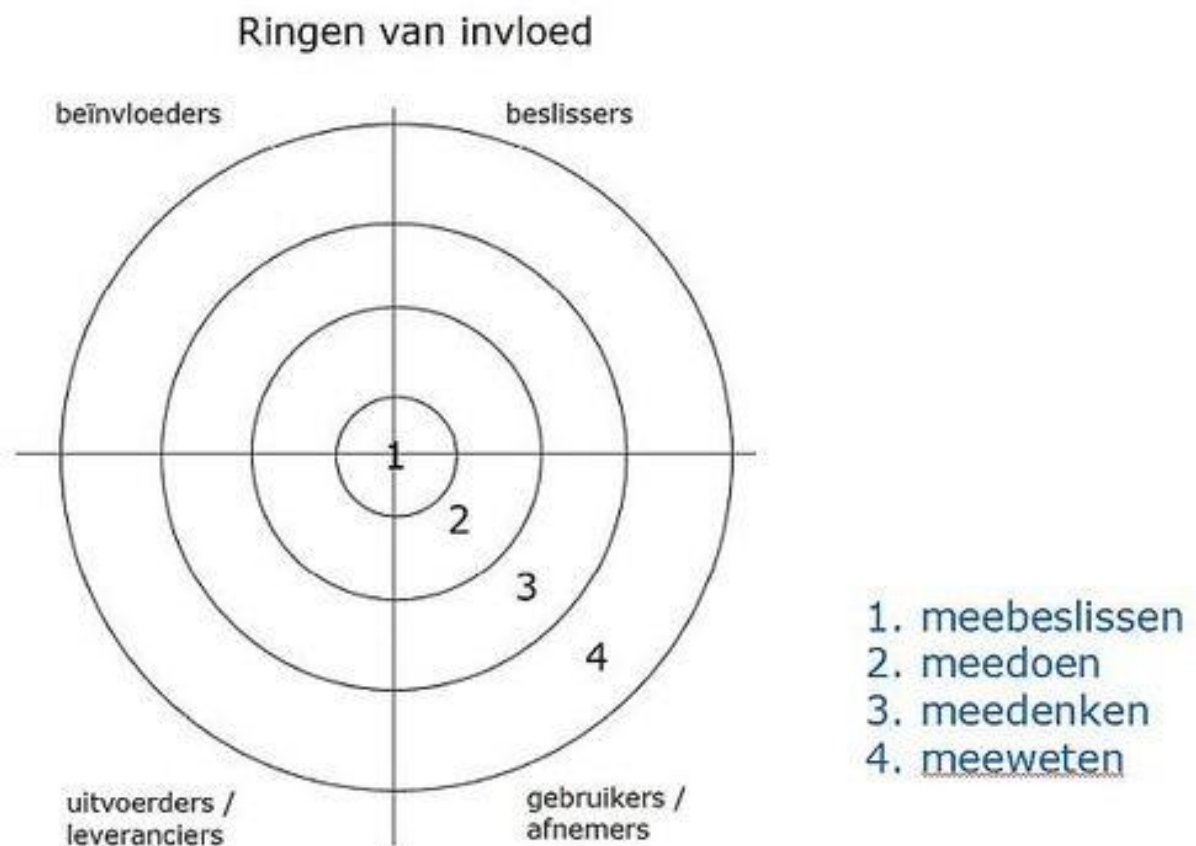 Ringen van invloed
beïnvloeders
beslissers
1
2
3
4
uitvoerders /
leveranciers
gebruikers /
afnemers
1. meebeslissen
2. meedoen
3. meedenken
4. meeweten